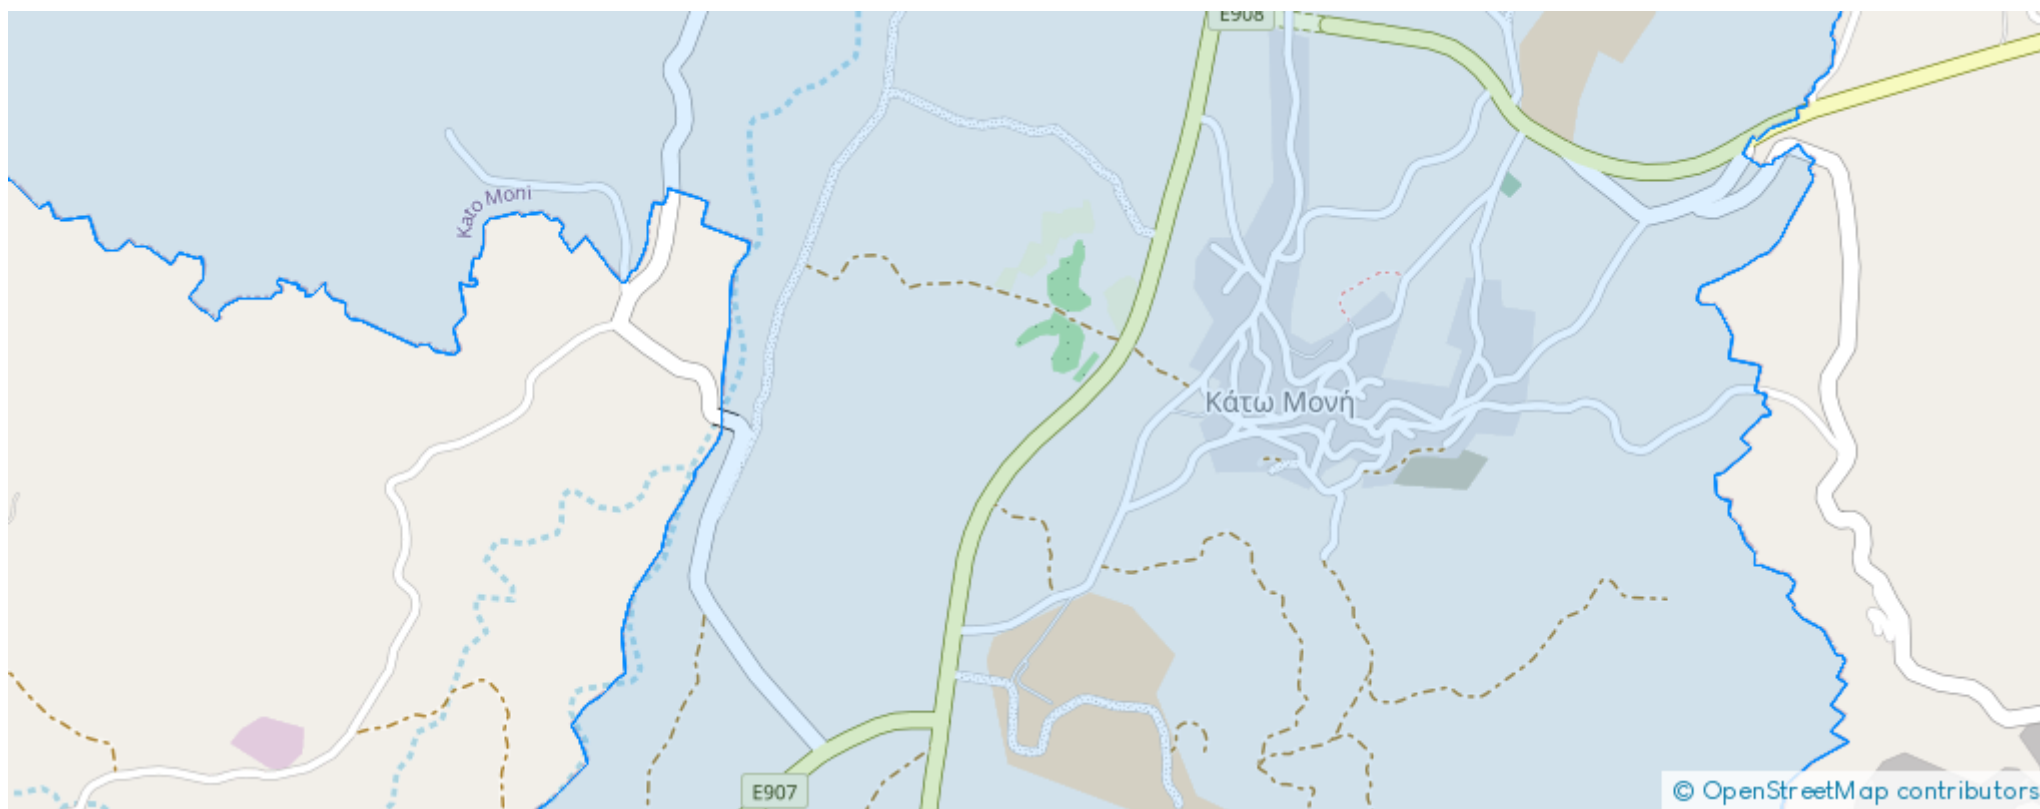 E908
Kato Moni
Κάτω Μονή
E907
© OpenStreetMap contributors